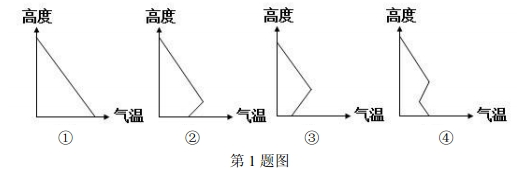 高度 高度 高度 高度
气温 气温 气温 气温
① ② ③ ④
第1题图